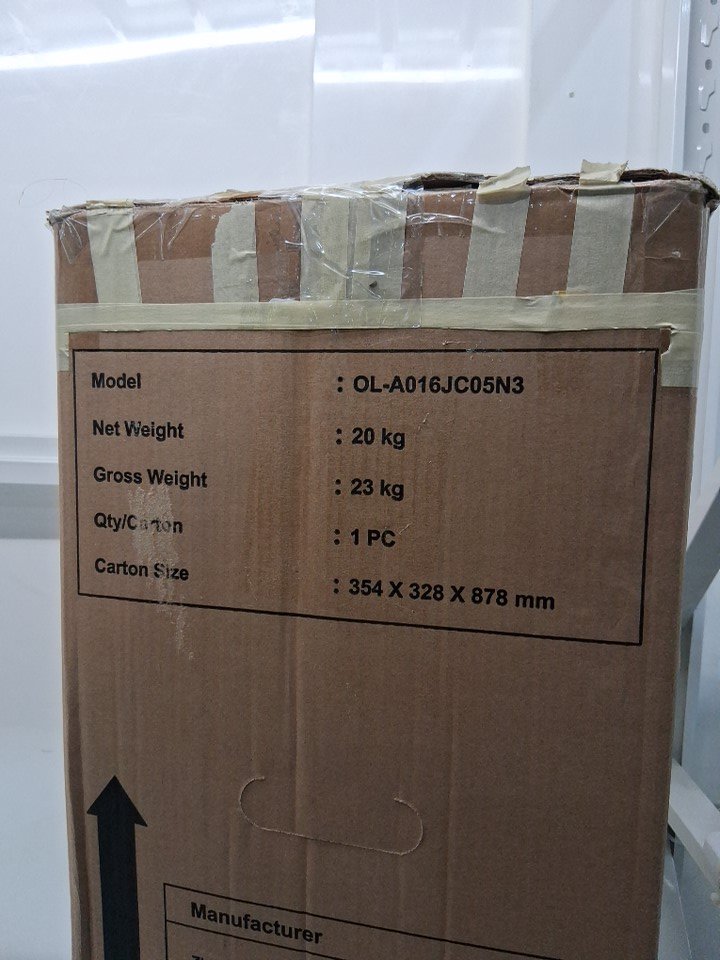 Model : OL-A016JC05N3
Net Weight : 20 kg
Gross Weight : 23 kg
Qty/Carton : 1 PC
Carton Size : 354 X 328 X 878 mm
Manufacturer